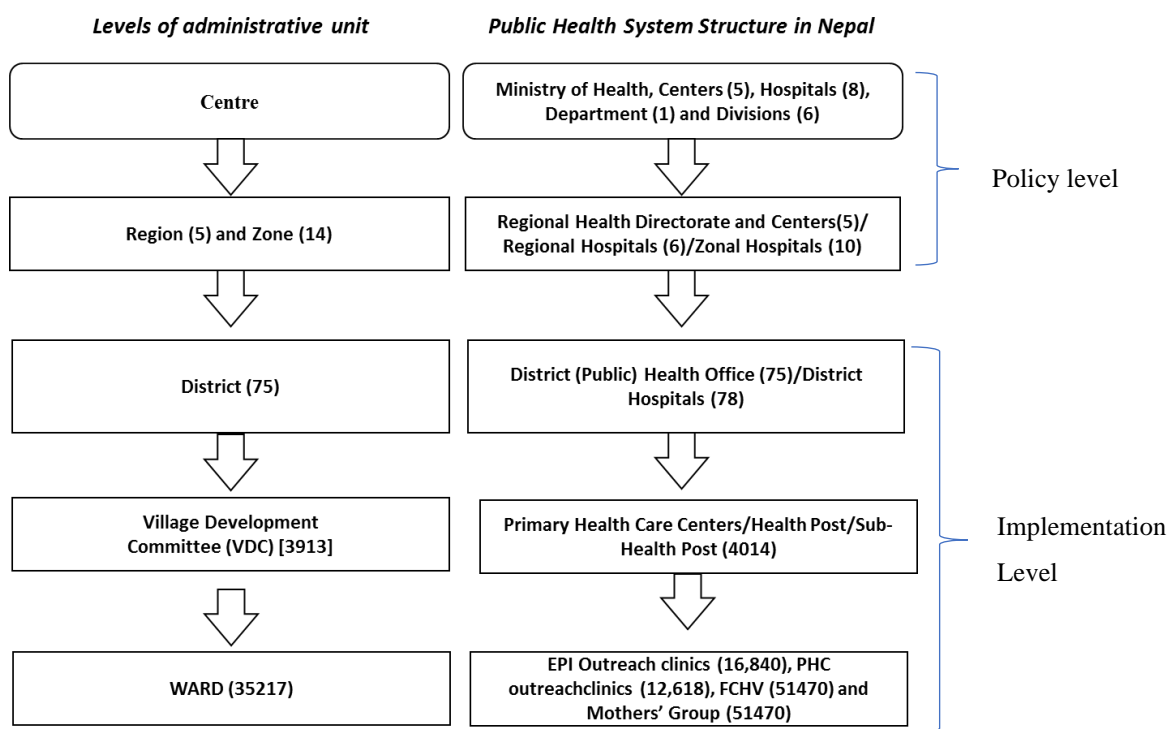 Levels of administrative unit
Public Health System Structure in Nepal
Centre
Ministry of Health, Centers (5), Hospitals (8),
Department (1) and Divisions (6)
Policy level
Region (5) and Zone (14)
Regional Health Directorate and Centers(5)/
Regional Hospitals (6)/Zonal Hospitals (10)
District (75)
District (Public) Health Office (75)/District
Hospitals (78)
Village Development
Committee (VDC) [3913]
Primary Health Care Centers/Health Post/Sub-
Health Post (4014)
Implementation
Level
WARD (35217)
EPI Outreach clinics (16,840), PHC
outreachclinics (12,618), FCHV (51470) and
Mothers' Group (51470)